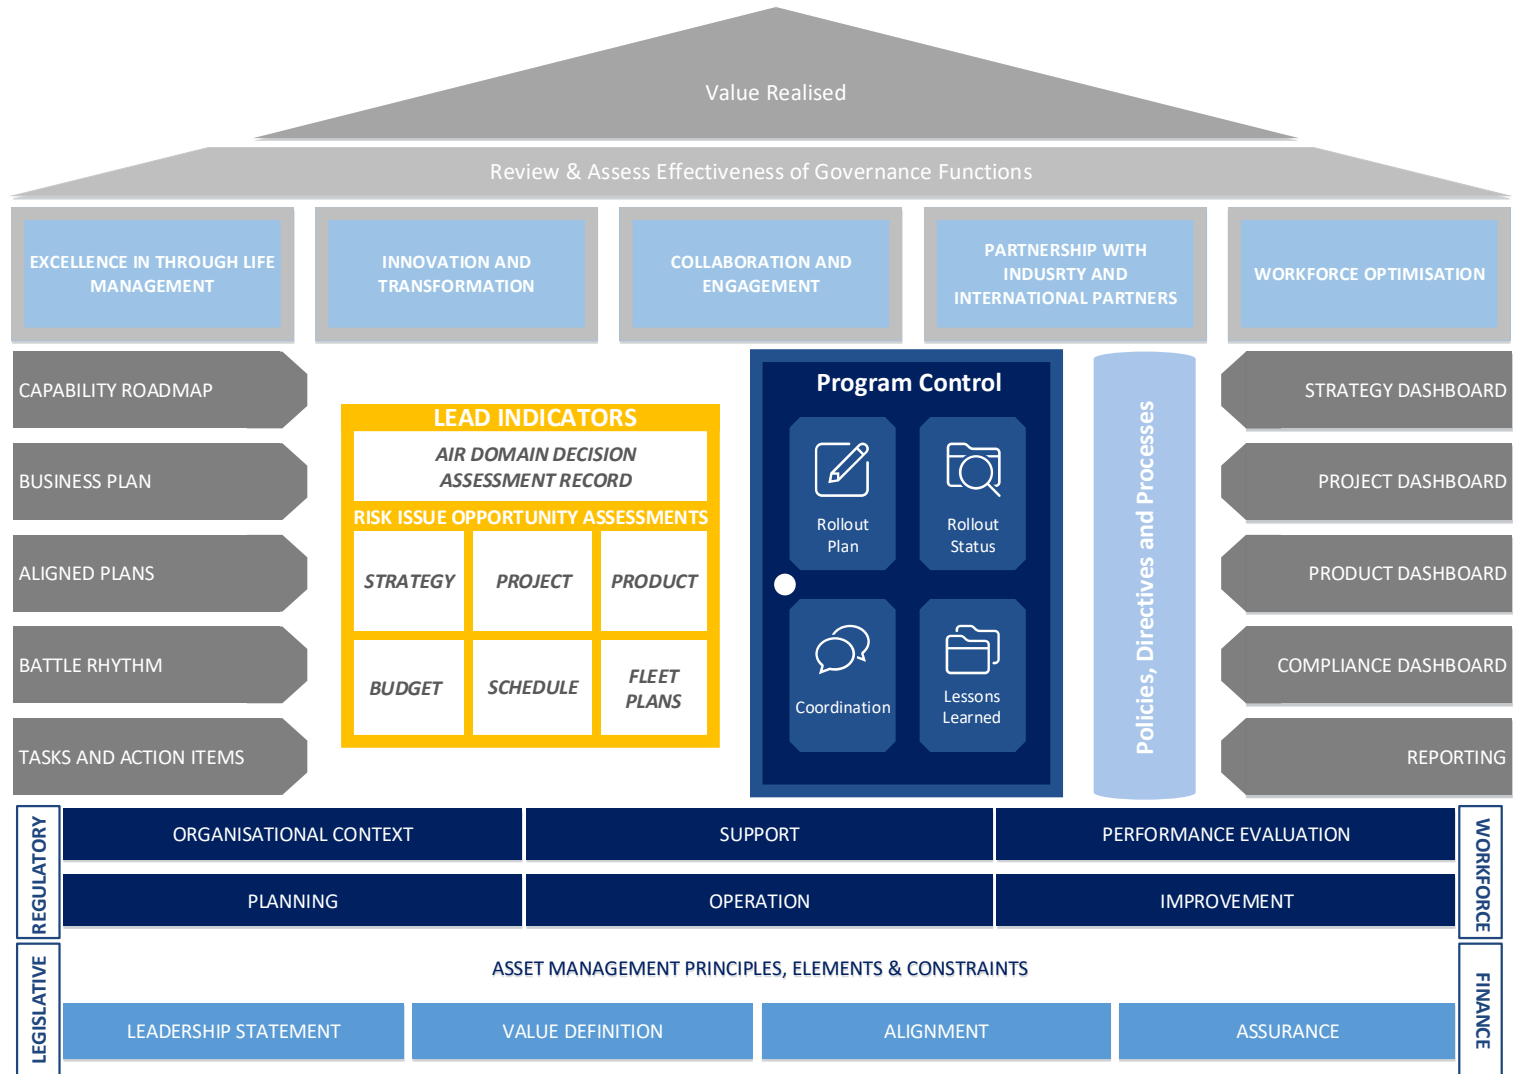 Value Realised
Review & Assess Effectiveness of Governance Functions
EXCELLENCE IN THROUGH LIFE
MANAGEMENT
INNOVATION AND
TRANSFORMATION
COLLABORATION AND
ENGAGEMENT
PARTNERSHIP WITH
INDUSRTY AND
INTERNATIONAL PARTNERS
WORKFORCE OPTIMISATION
CAPABILITY ROADMAP
BUSINESS PLAN
ALIGNED PLANS
BATTLE RHYTHM
TASKS AND ACTION ITEMS
LEAD INDICATORS
AIR DOMAIN DECISION
ASSESSMENT RECORD
RISK ISSUE OPPORTUNITY ASSESSMENTS
STRATEGY
PROJECT
PRODUCT
BUDGET
SCHEDULE
FLEET
PLANS
Program Control
Rollout
Plan
Rollout
Status
Coordination
Lessons
Learned
Policies, Directives and Processes
STRATEGY DASHBOARD
PROJECT DASHBOARD
PRODUCT DASHBOARD
COMPLIANCE DASHBOARD
REPORTING
REGULATORY
ORGANISATIONAL CONTEXT
SUPPORT
PERFORMANCE EVALUATION
PLANNING
OPERATION
IMPROVEMENT
WORKFORCE
LEGISLATIVE
ASSET MANAGEMENT PRINCIPLES, ELEMENTS & CONSTRAINTS
LEADERSHIP STATEMENT
VALUE DEFINITION
ALIGNMENT
ASSURANCE
FINANCE